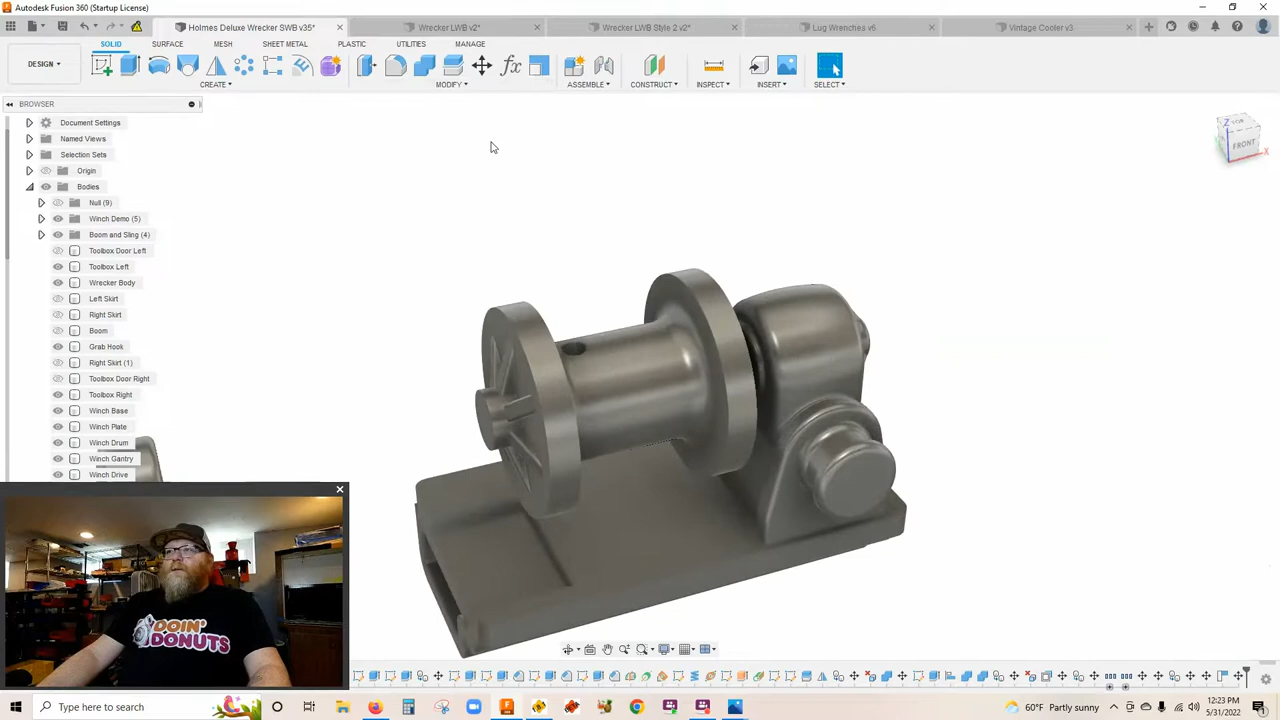 Autodesk Fusion 360 (Startup License)
Holmes Deluxe Wrecker SWB v35*
Wrecker LWB v2*
Wrecker LWB Style 2 v2*
Lug Wrenches v6
Vintage Cooler v3
SOLID
SURFACE
MESH
SHEET METAL
PLASTIC
UTILITIES
MANAGE
DESIGN
CREATE
MODIFY
ASSEMBLE
CONSTRUCT
INSPECT
INSERT
SELECT
BROWSER
Document Settings
Named Views
Selection Sets
Origin
Bodies
Null (9)
Winch Demo (5)
Boom and Sling (4)
Toolbox Door Left
Toolbox Left
Wrecker Body
Left Skirt
Right Skirt
Boom
Grab Hook
Right Skirt (1)
Toolbox Door Right
Toolbox Right
Winch Base
Winch Plate
Winch Drum
Winch Gantry
Winch Drive
Z
FRONT
X
DOIN'
DONUTS
Type here to search
60°F Partly sunny
12:23 PM
5/31/2022